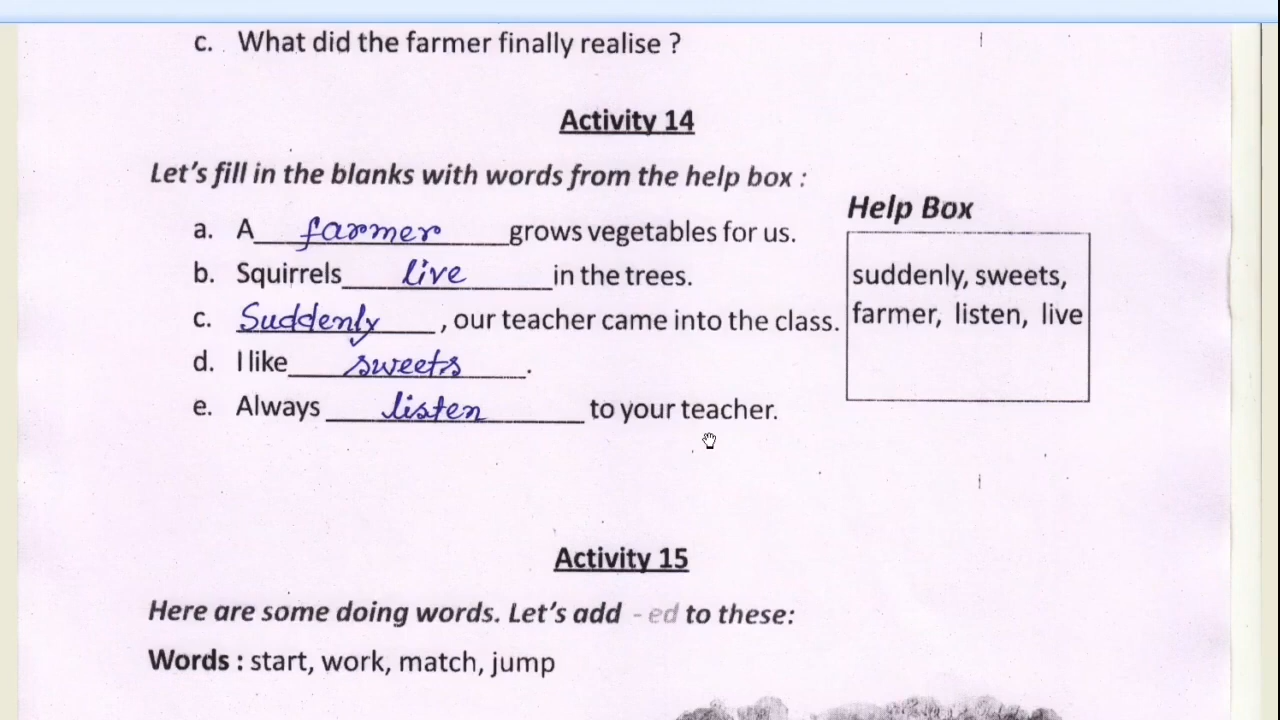 c. What did the farmer finally realise ?
Activity 14
Let's fill in the blanks with words from the help box :
Help Box
a. A farmer grows vegetables for us.
b. Squirrels live in the trees.
c. Suddenly, our teacher came into the class.
d. I like sweets.
e. Always listen to your teacher.
suddenly, sweets,
farmer, listen, live
Activity 15
Here are some doing words. Let's add - ed to these:
Words : start, work, match, jump